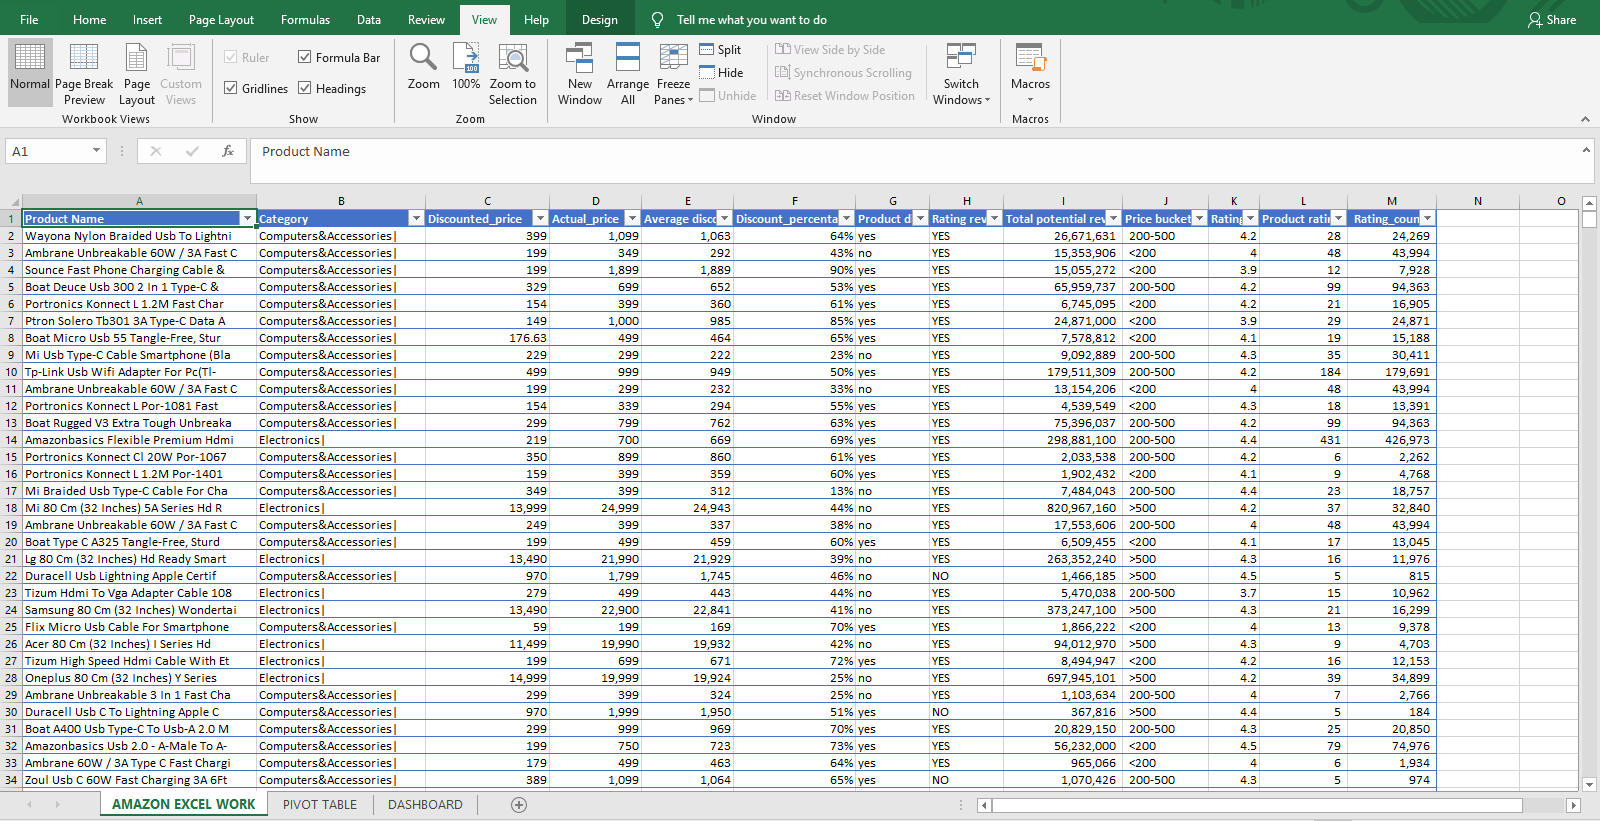 File Home Insert Page Layout Formulas Data Review View Help Design Tell me what you want to do Share
Ruler Formula Bar Split View Side by Side
Hide Synchronous Scrolling
Normal Page Break Page Custom Gridlines Headings Zoom 100% Zoom to New Arrange Freeze Unhide Reset Window Position Switch Macros
Preview Layout Views Selection Window All Panes Windows
Workbook Views Show Zoom Window Macros
A1 fx Product Name
A B C D E F G H I J K L M N O
1 Product Name Category Discounted_price Actual_price Average disco Discount_percenta Product d Rating rev Total potential rev Price bucket Rating Product ratin Rating_coun
2 Wayona Nylon Braided Usb To Lightni Computers&Accessories| 399 1,099 1,063 64% yes YES 26,671,631 200-500 4.2 28 24,269
3 Ambrane Unbreakable 60W / 3A Fast C Computers&Accessories| 199 349 292 43% no YES 15,353,906 <200 4 48 43,994
4 Sounce Fast Phone Charging Cable & Computers&Accessories| 199 1,899 1,889 90% yes YES 15,055,272 <200 3.9 12 7,928
5 Boat Deuce Usb 300 2 In 1 Type-C & Computers&Accessories| 329 699 652 53% yes YES 65,959,737 200-500 4.2 99 94,363
6 Portronics Konnect L 1.2M Fast Char Computers&Accessories| 154 399 360 61% yes YES 6,745,095 <200 4.2 21 16,905
7 Ptron Solero Tb301 3A Type-C Data A Computers&Accessories| 149 1,000 985 85% yes YES 24,871,000 <200 3.9 29 24,871
8 Boat Micro Usb 55 Tangle-Free, Stur Computers&Accessories| 176.63 499 464 65% yes YES 7,578,812 <200 4.1 19 15,188
9 Mi Usb Type-C Cable Smartphone (Bla Computers&Accessories| 229 299 222 23% no YES 9,092,889 200-500 4.3 35 30,411
10 Tp-Link Usb Wifi Adapter For Pc(Tl- Computers&Accessories| 499 999 949 50% yes YES 179,511,309 200-500 4.2 184 179,691
11 Ambrane Unbreakable 60W / 3A Fast C Computers&Accessories| 199 299 232 33% no YES 13,154,206 <200 4 48 43,994
12 Portronics Konnect L Por-1081 Fast Computers&Accessories| 154 339 294 55% yes YES 4,539,549 <200 4.3 18 13,391
13 Boat Rugged V3 Extra Tough Unbreaka Computers&Accessories| 299 799 762 63% yes YES 75,396,037 200-500 4.2 99 94,363
14 Amazonbasics Flexible Premium Hdmi Electronics| 219 700 669 69% yes YES 298,881,100 200-500 4.4 431 426,973
15 Portronics Konnect Cl 20W Por-1067 Computers&Accessories| 350 899 860 61% yes YES 2,033,538 200-500 4.2 6 2,262
16 Portronics Konnect L 1.2M Por-1401 Computers&Accessories| 159 399 359 60% yes YES 1,902,432 <200 4.1 9 4,768
17 Mi Braided Usb Type-C Cable For Cha Computers&Accessories| 349 399 312 13% no YES 7,484,043 200-500 4.4 23 18,757
18 Mi 80 Cm (32 Inches) 5A Series Hd R Electronics| 13,999 24,999 24,943 44% no YES 820,967,160 >500 4.2 37 32,840
19 Ambrane Unbreakable 60W / 3A Fast C Computers&Accessories| 249 399 337 38% no YES 17,553,606 200-500 4 48 43,994
20 Boat Type C A325 Tangle-Free, Sturd Computers&Accessories| 199 499 459 60% yes YES 6,509,455 <200 4.1 17 13,045
21 Lg 80 Cm (32 Inches) Hd Ready Smart Electronics| 13,490 21,990 21,929 39% no YES 263,352,240 >500 4.3 16 11,976
22 Duracell Usb Lightning Apple Certif Computers&Accessories| 970 1,799 1,745 46% no NO 1,466,185 >500 4.5 5 815
23 Tizum Hdmi To Vga Adapter Cable 108 Electronics| 279 499 443 44% no YES 5,470,038 200-500 3.7 15 10,962
24 Samsung 80 Cm (32 Inches) Wondertai Electronics| 13,490 22,900 22,841 41% no YES 373,247,100 >500 4.3 21 16,299
25 Flix Micro Usb Cable For Smartphone Computers&Accessories| 59 199 169 70% yes YES 1,866,222 <200 4 13 9,378
26 Acer 80 Cm (32 Inches) I Series Hd Electronics| 11,499 19,990 19,932 42% no YES 94,012,970 >500 4.3 9 4,703
27 Tizum High Speed Hdmi Cable With Et Electronics| 199 699 671 72% yes YES 8,494,947 <200 4.2 16 12,153
28 Oneplus 80 Cm (32 Inches) Y Series Electronics| 14,999 19,999 19,924 25% no YES 697,945,101 >500 4.2 39 34,899
29 Ambrane Unbreakable 3 In 1 Fast Cha Computers&Accessories| 299 399 324 25% no YES 1,103,634 200-500 4 7 2,766
30 Duracell Usb C To Lightning Apple C Computers&Accessories| 970 1,999 1,950 51% yes NO 367,816 >500 4.4 5 184
31 Boat A400 Usb Type-C To Usb-A 2.0 M Computers&Accessories| 299 999 969 70% yes YES 20,829,150 200-500 4.3 25 20,850
32 Amazonbasics Usb 2.0 - A-Male To A- Computers&Accessories| 199 750 723 73% yes YES 56,232,000 <200 4.5 79 74,976
33 Ambrane 60W / 3A Type C Fast Chargi Computers&Accessories| 179 499 463 64% yes YES 965,066 <200 4 6 1,934
34 Zoul Usb C 60W Fast Charging 3A 6Ft Computers&Accessories| 389 1,099 1,064 65% yes NO 1,070,426 200-500 4.3 5 974
AMAZON EXCEL WORK PIVOT TABLE DASHBOARD